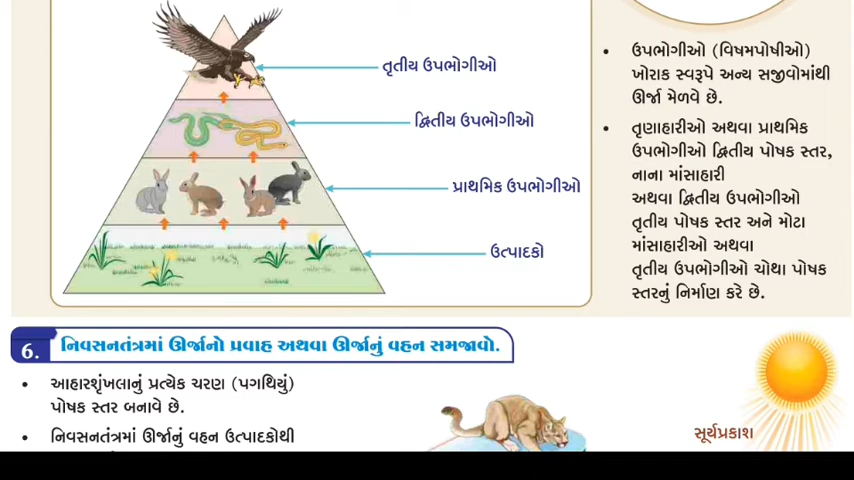 તૃતીય ઉપભોગીઓ
દ્વિતીય ઉપભોગીઓ
પ્રાથમિક ઉપભોગીઓ
ઉત્પાદકો
• ઉપભોગીઓ (વિષમપોષીઓ)
ખોરાક સ્વરૂપે અન્ય સજીવોમાંથી
ઊર્જા મેળવે છે.
• તૃણાહારીઓ અથવા પ્રાથમિક
ઉપભોગીઓ દ્વિતીય પોષક સ્તર,
નાના માંસાહારી
અથવા દ્વિતીય ઉપભોગીઓ
તૃતીય પોષક સ્તર અને મોટા
માંસાહારીઓ અથવા
તૃતીય ઉપભોગીઓ ચોથા પોષક
સ્તરનું નિર્માણ કરે છે.
6. નિવસનતંત્રમાં ઊર્જાનો પ્રવાહ અથવા ઊર્જાનું વહન સમજાવો.
• આહારશૃંખલાનું પ્રત્યેક ચરણ (પગથિયું)
પોષક સ્તર બનાવે છે.
• નિવસનતંત્રમાં ઊર્જાનું વહન ઉત્પાદકોથી
સૂર્યપ્રકાશ